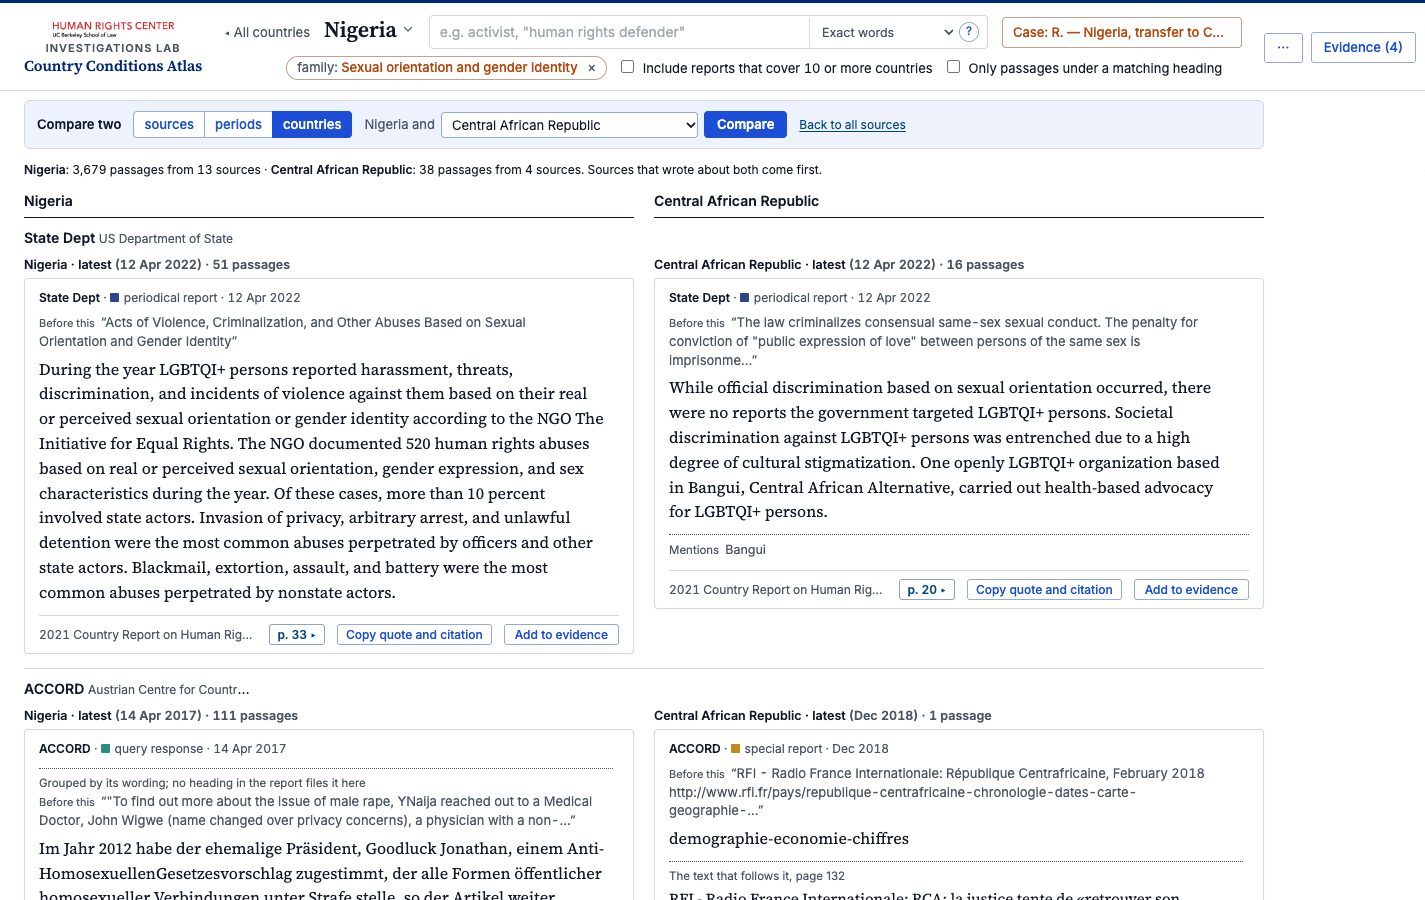 HUMAN RIGHTS CENTER
UC Berkeley School of Law
INVESTIGATIONS LAB
Country Conditions Atlas
◂ All countries
Nigeria
e.g. activist, "human rights defender"
Exact words
?
Case: R. — Nigeria, transfer to C...
...
Evidence (4)
family: Sexual orientation and gender identity ×
Include reports that cover 10 or more countries
Only passages under a matching heading
Compare two
sources
periods
countries
Nigeria and
Central African Republic
Compare
Back to all sources
Nigeria: 3,679 passages from 13 sources · Central African Republic: 38 passages from 4 sources. Sources that wrote about both come first.
Nigeria
Central African Republic
State Dept US Department of State
Nigeria · latest (12 Apr 2022) · 51 passages
State Dept · periodical report · 12 Apr 2022
Before this “Acts of Violence, Criminalization, and Other Abuses Based on Sexual
Orientation and Gender Identity”
During the year LGBTQI+ persons reported harassment, threats,
discrimination, and incidents of violence against them based on their real
or perceived sexual orientation or gender identity according to the NGO The
Initiative for Equal Rights. The NGO documented 520 human rights abuses
based on real or perceived sexual orientation, gender expression, and sex
characteristics during the year. Of these cases, more than 10 percent
involved state actors. Invasion of privacy, arbitrary arrest, and unlawful
detention were the most common abuses perpetrated by officers and other
state actors. Blackmail, extortion, assault, and battery were the most
common abuses perpetrated by nonstate actors.
2021 Country Report on Human Rig...
p. 33 ▸
Copy quote and citation
Add to evidence
Central African Republic · latest (12 Apr 2022) · 16 passages
State Dept · periodical report · 12 Apr 2022
Before this “The law criminalizes consensual same-sex sexual conduct. The penalty for
conviction of "public expression of love" between persons of the same sex is
imprisonme...”
While official discrimination based on sexual orientation occurred, there
were no reports the government targeted LGBTQI+ persons. Societal
discrimination against LGBTQI+ persons was entrenched due to a high
degree of cultural stigmatization. One openly LGBTQI+ organization based
in Bangui, Central African Alternative, carried out health-based advocacy
for LGBTQI+ persons.
Mentions Bangui
2021 Country Report on Human Rig...
p. 20 ▸
Copy quote and citation
Add to evidence
ACCORD Austrian Centre for Countr...
Nigeria · latest (14 Apr 2017) · 111 passages
ACCORD · query response · 14 Apr 2017
Grouped by its wording; no heading in the report files it here
Before this “"To find out more about the issue of male rape, YNaija reached out to a Medical
Doctor, John Wigwe (name changed over privacy concerns), a physician with a non-...”
Im Jahr 2012 habe der ehemalige Präsident, Goodluck Jonathan, einem Anti-
HomosexuellenGesetzesvorschlag zugestimmt, der alle Formen öffentlicher
homosexueller Verbindungen unter Strafe stelle, so der Artikel weiter.
Central African Republic · latest (Dec 2018) · 1 passage
ACCORD · special report · Dec 2018
Before this “RFI - Radio France Internationale: République Centrafricaine, February 2018
http://www.rfi.fr/pays/republique-centrafricaine-chronologie-dates-carte-
geographie-...”
demographie-economie-chiffres
The text that follows it, page 132
RFI - Radio France Internationale: RCA: la justice tente de «retrouver son